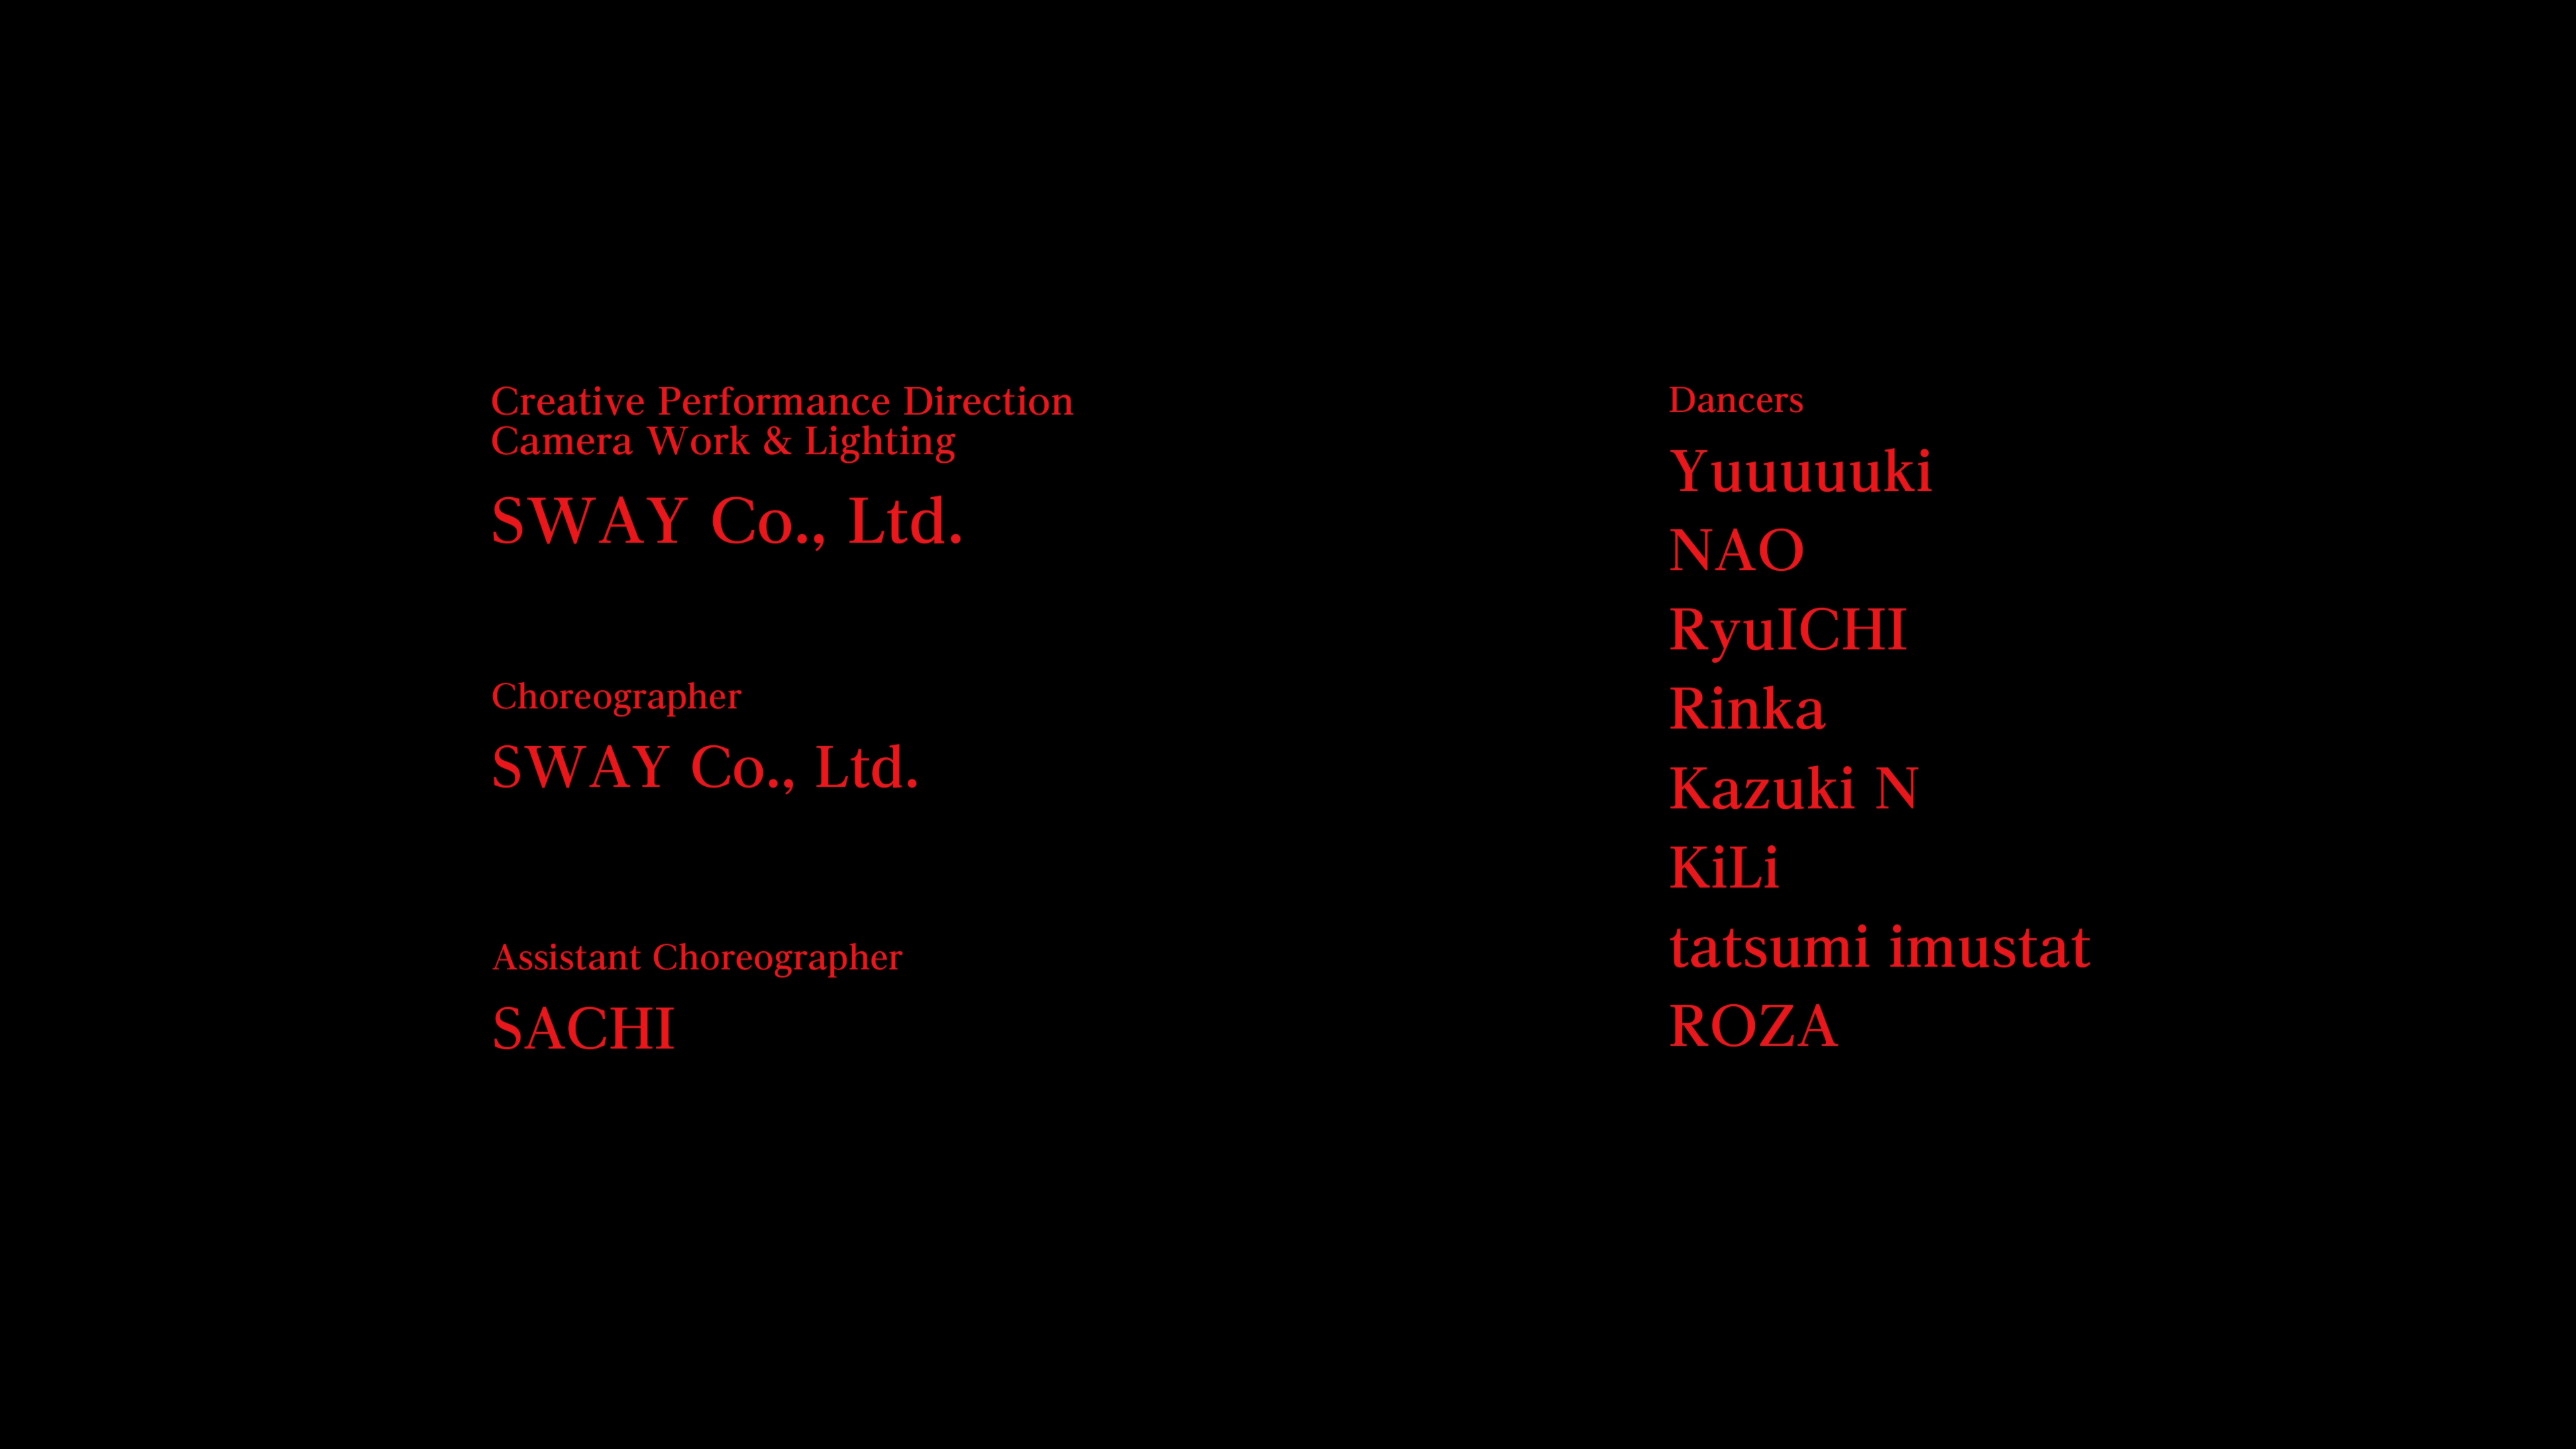 Creative Performance Direction
Camera Work & Lighting
SWAY Co., Ltd.
Choreographer
SWAY Co., Ltd.
Assistant Choreographer
SACHI
Dancers
Yuuuuuki
NAO
RyuICHI
Rinka
Kazuki N
KiLi
tatsumi imustat
ROZA